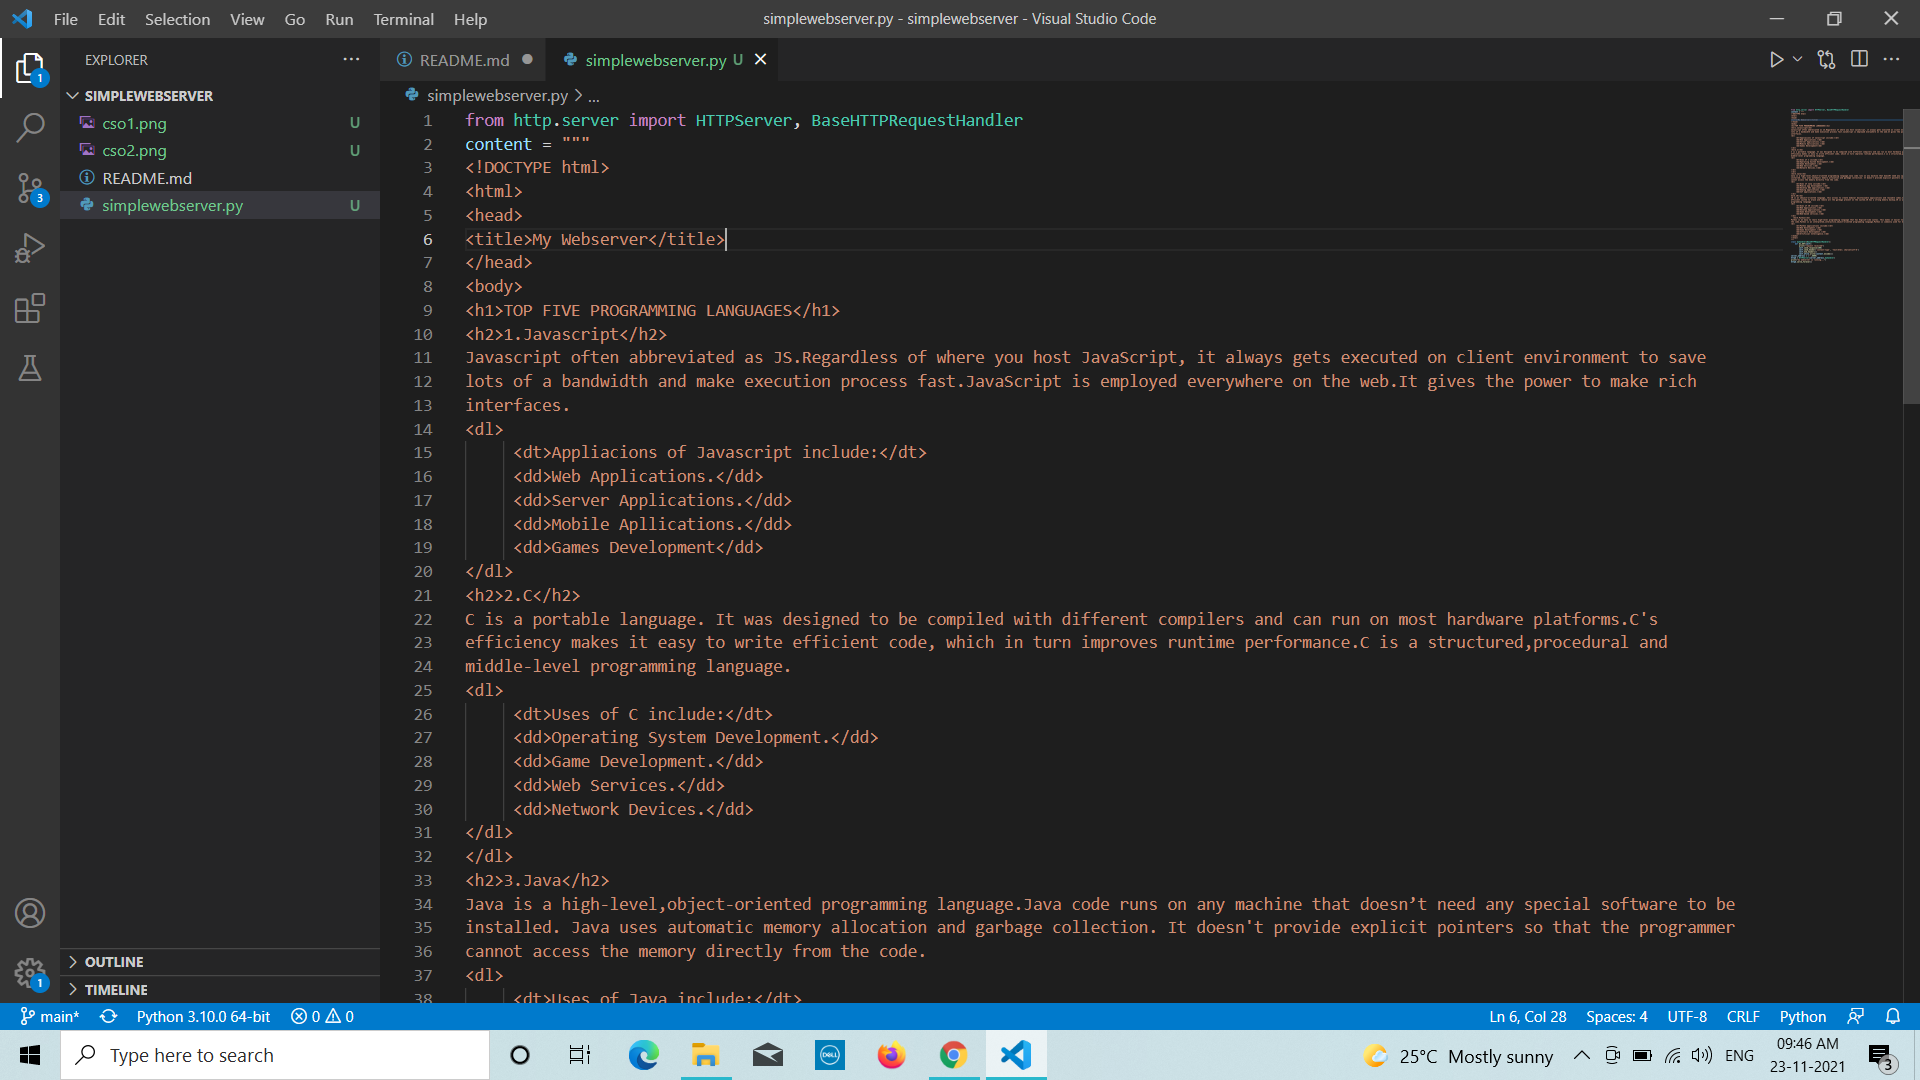 File Edit Selection View Go Run Terminal Help
simplewebserver.py - simplewebserver - Visual Studio Code
EXPLORER
README.md
simplewebserver.py U
SIMPLEWEBSERVER
cso1.png U
cso2.png U
README.md
simplewebserver.py U
OUTLINE
TIMELINE
simplewebserver.py > ...
1 from http.server import HTTPServer, BaseHTTPRequestHandler
2 content = """
3 <!DOCTYPE html>
4 <html>
5 <head>
6 <title>My Webserver</title>
7 </head>
8 <body>
9 <h1>TOP FIVE PROGRAMMING LANGUAGES</h1>
10 <h2>1.Javascript</h2>
11 Javascript often abbreviated as JS.Regardless of where you host JavaScript, it always gets executed on client environment to save
12 lots of a bandwidth and make execution process fast.JavaScript is employed everywhere on the web.It gives the power to make rich
13 interfaces.
14 <dl>
15 <dt>Appliacions of Javascript include:</dt>
16 <dd>Web Applications.</dd>
17 <dd>Server Applications.</dd>
18 <dd>Mobile Apllications.</dd>
19 <dd>Games Development</dd>
20 </dl>
21 <h2>2.C</h2>
22 C is a portable language. It was designed to be compiled with different compilers and can run on most hardware platforms.C's
23 efficiency makes it easy to write efficient code, which in turn improves runtime performance.C is a structured,procedural and
24 middle-level programming language.
25 <dl>
26 <dt>Uses of C include:</dt>
27 <dd>Operating System Development.</dd>
28 <dd>Game Development.</dd>
29 <dd>Web Services.</dd>
30 <dd>Network Devices.</dd>
31 </dl>
32 </dl>
33 <h2>3.Java</h2>
34 Java is a high-level,object-oriented programming language.Java code runs on any machine that doesn’t need any special software to be
35 installed. Java uses automatic memory allocation and garbage collection. It doesn't provide explicit pointers so that the programmer
36 cannot access the memory directly from the code.
37 <dl>
38 <dt>Uses of Java include:</dt>
main* Python 3.10.0 64-bit 0 0 Ln 6, Col 28 Spaces: 4 UTF-8 CRLF Python
Type here to search
DELL
25°C Mostly sunny
ENG
09:46 AM
23-11-2021
3